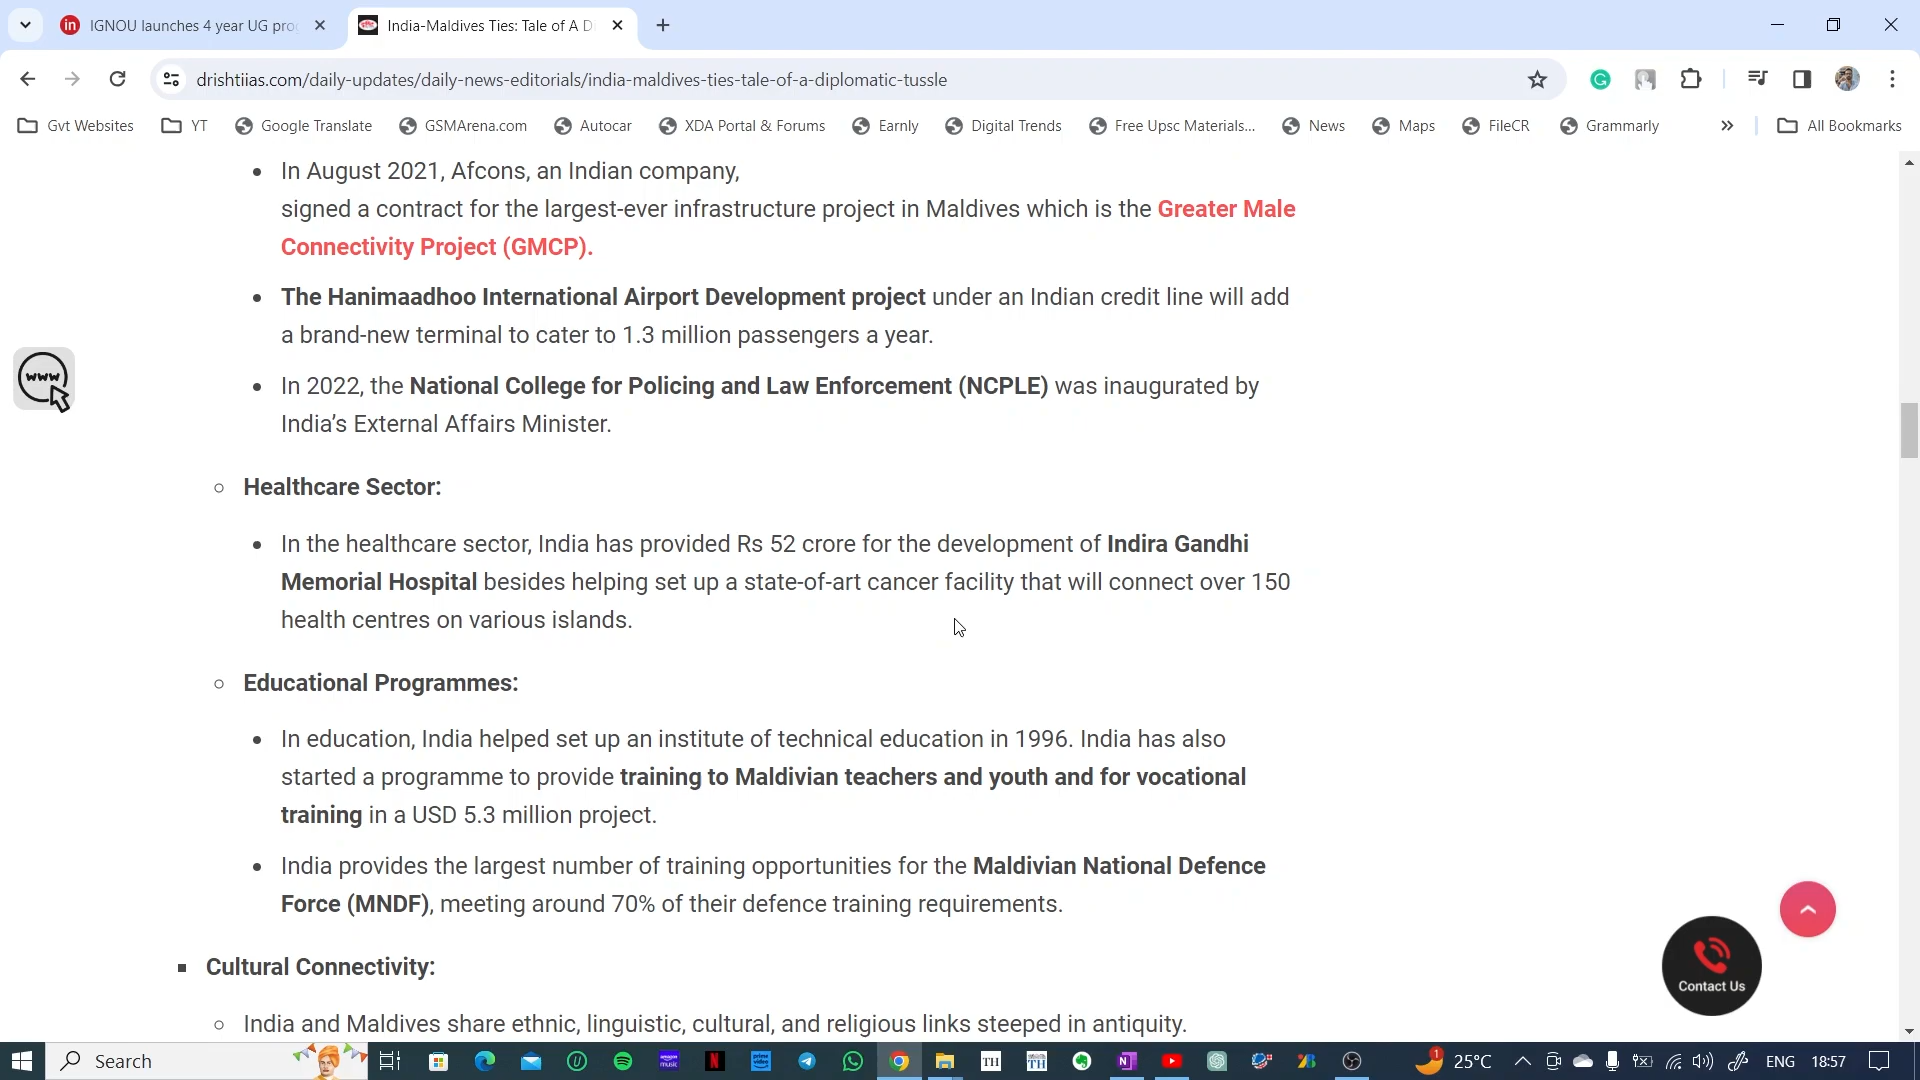 IGNOU launches 4 year UG pro
India-Maldives Ties: Tale of A D
drishtiias.com/daily-updates/daily-news-editorials/india-maldives-ties-tale-of-a-diplomatic-tussle
Gvt Websites YT Google Translate GSMArena.com Autocar XDA Portal & Forums Earnly Digital Trends Free Upsc Materials... News Maps FileCR Grammarly » All Bookmarks
In August 2021, Afcons, an Indian company,
signed a contract for the largest-ever infrastructure project in Maldives which is the Greater Male
Connectivity Project (GMCP).
The Hanimaadhoo International Airport Development project under an Indian credit line will add
a brand-new terminal to cater to 1.3 million passengers a year.
www
In 2022, the National College for Policing and Law Enforcement (NCPLE) was inaugurated by
India’s External Affairs Minister.
Healthcare Sector:
In the healthcare sector, India has provided Rs 52 crore for the development of Indira Gandhi
Memorial Hospital besides helping set up a state-of-art cancer facility that will connect over 150
health centres on various islands.
Educational Programmes:
In education, India helped set up an institute of technical education in 1996. India has also
started a programme to provide training to Maldivian teachers and youth and for vocational
training in a USD 5.3 million project.
India provides the largest number of training opportunities for the Maldivian National Defence
Force (MNDF), meeting around 70% of their defence training requirements.
Contact Us
Cultural Connectivity:
India and Maldives share ethnic, linguistic, cultural, and religious links steeped in antiquity.
Search 1 25°C ENG 18:57